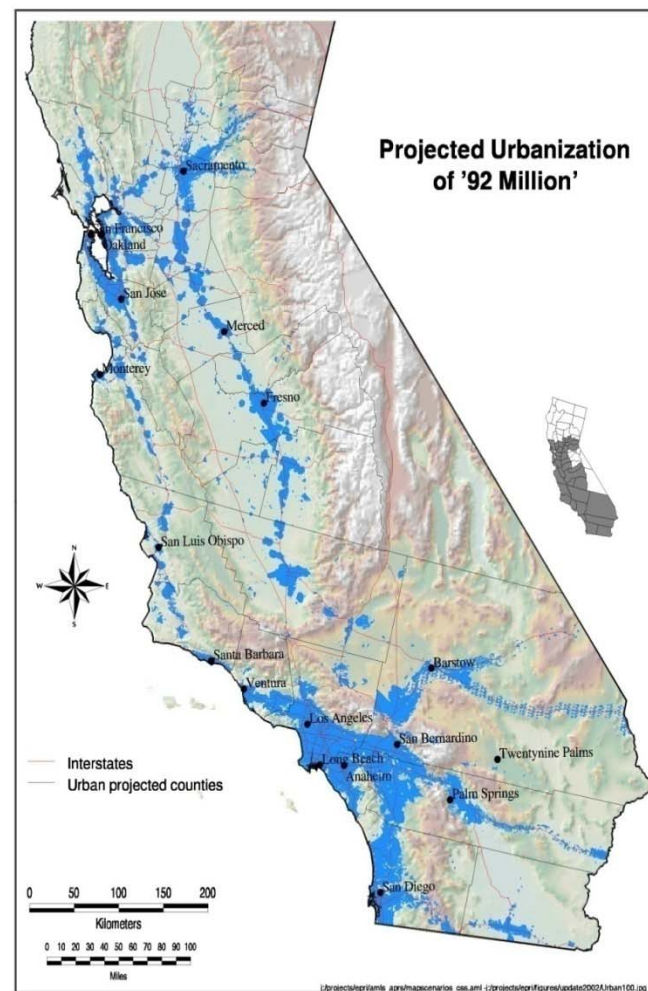 Projected Urbanization
of '92 Million'
Sacramento
San Francisco
Oakland
San Jose
Merced
Monterey
Fresno
San Luis Obispo
N
W E
S
Santa Barbara
Barstow
Ventura
Los Angeles
San Bernardino
Interstates
Long Beach
Twentynine Palms
Anaheim
Urban projected counties
Palm Springs
0 50 100 150 200
Kilometers
San Diego
0 10 20 30 40 50 60 70 80 90 100
Miles